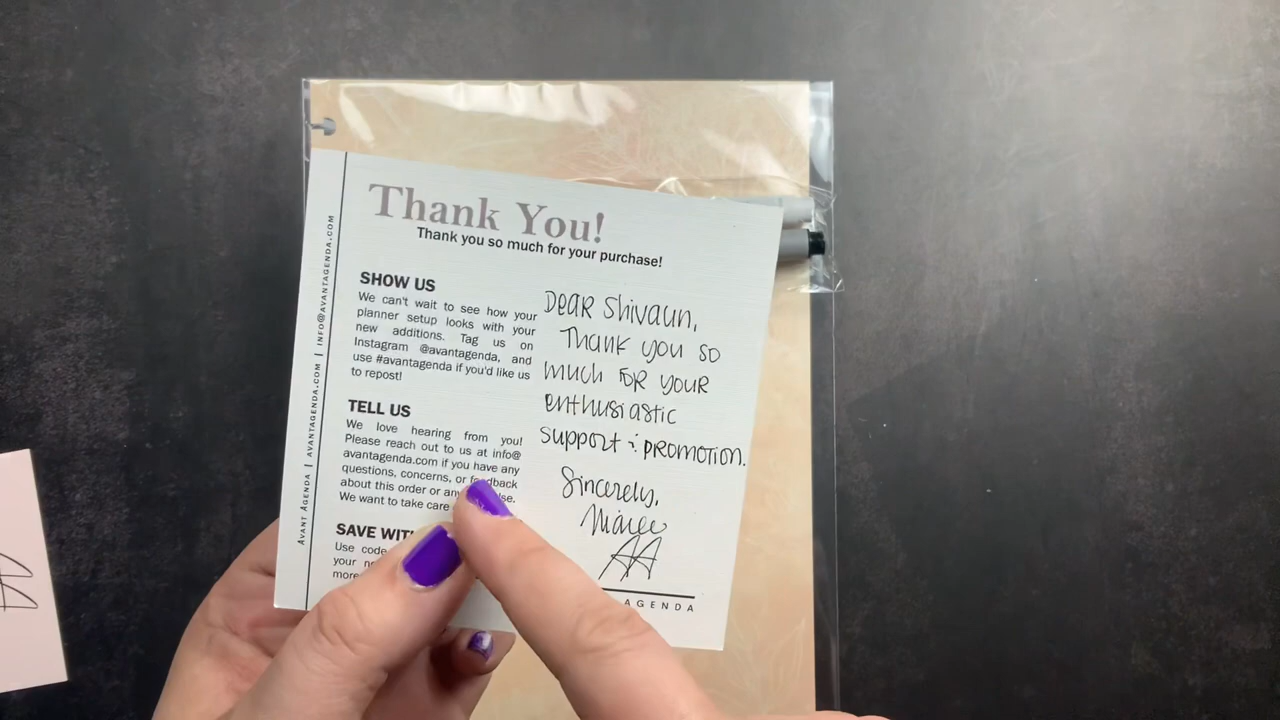 Thank You!
Thank you so much for your purchase!
SHOW US
We can't wait to see how your
planner setup looks with your
new additions. Tag us on
Instagram @avantagenda, and
use #avantagenda if you'd like us
to repost!
TELL US
We love hearing from you!
Please reach out to us at info@
avantagenda.com if you have any
questions, concerns, or feedback
about this order or
We want to take care
SAVE
Use code
your
more
Dear Shivaun,
Thank you so
much for your
enthusiastic
support & promotion.
Sincerely,
AA
AGENDA
AVANT AGENDA | AVANTAGENDA.COM | INFO@AVANTAGENDA.COM